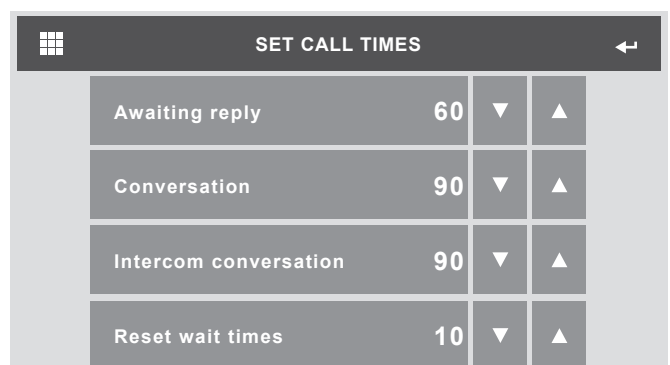 SET CALL TIMES
Awaiting reply 60
Conversation 90
Intercom conversation 90
Reset wait times 10